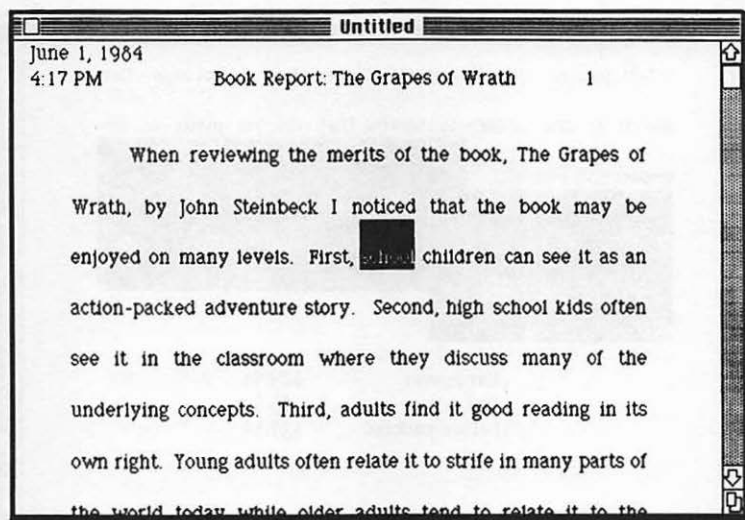 Untitled
June 1, 1984
4:17 PM Book Report: The Grapes of Wrath 1
When reviewing the merits of the book, The Grapes of
Wrath, by John Steinbeck I noticed that the book may be
enjoyed on many levels. First, school children can see it as an
action-packed adventure story. Second, high school kids often
see it in the classroom where they discuss many of the
underlying concepts. Third, adults find it good reading in its
own right. Young adults often relate it to strife in many parts of
the world today while older adults tend to relate it to the